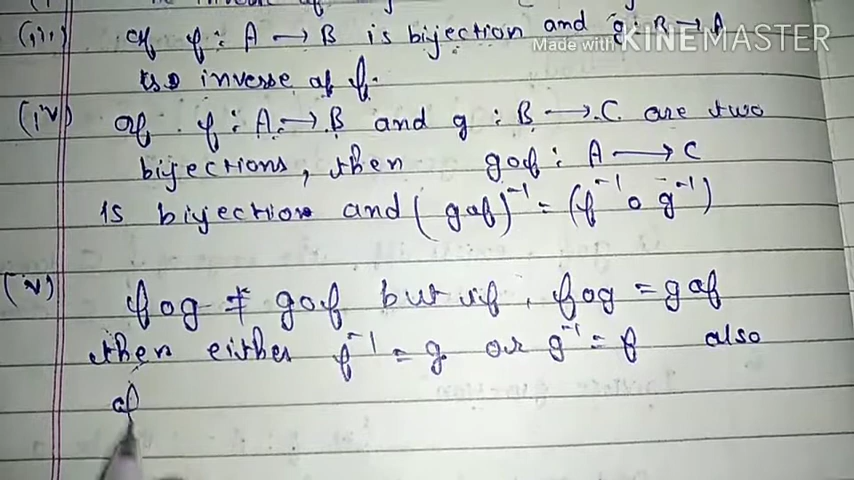 inverse of
(iii) If f : A → B is bijection and g : B → A
Made with KINEMASTER
is inverse of f.
(iv) If f : A → B and g : B → C are two
bijections, then gof : A → C
is bijection and (gof)⁻¹ = (f⁻¹ o g⁻¹)
(v) fog ≠ gof but if, fog = gof
then either f⁻¹ = g or g⁻¹ = f also
If